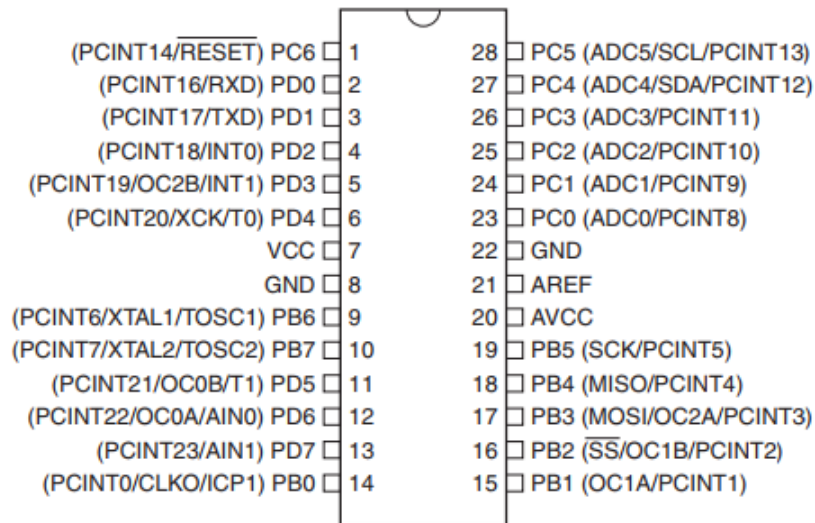 (PCINT14/RESET) PC6 1
(PCINT16/RXD) PD0 2
(PCINT17/TXD) PD1 3
(PCINT18/INT0) PD2 4
(PCINT19/OC2B/INT1) PD3 5
(PCINT20/XCK/T0) PD4 6
VCC 7
GND 8
(PCINT6/XTAL1/TOSC1) PB6 9
(PCINT7/XTAL2/TOSC2) PB7 10
(PCINT21/OC0B/T1) PD5 11
(PCINT22/OC0A/AIN0) PD6 12
(PCINT23/AIN1) PD7 13
(PCINT0/CLKO/ICP1) PB0 14
28 PC5 (ADC5/SCL/PCINT13)
27 PC4 (ADC4/SDA/PCINT12)
26 PC3 (ADC3/PCINT11)
25 PC2 (ADC2/PCINT10)
24 PC1 (ADC1/PCINT9)
23 PC0 (ADC0/PCINT8)
22 GND
21 AREF
20 AVCC
19 PB5 (SCK/PCINT5)
18 PB4 (MISO/PCINT4)
17 PB3 (MOSI/OC2A/PCINT3)
16 PB2 (SS/OC1B/PCINT2)
15 PB1 (OC1A/PCINT1)